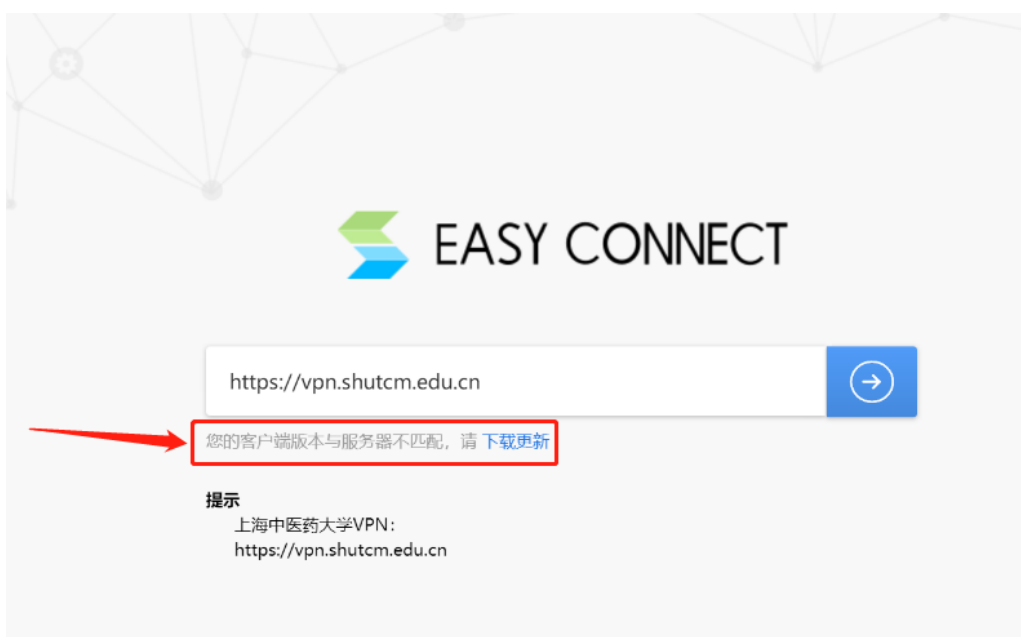 EASY CONNECT
https://vpn.shutcm.edu.cn
您的客户端版本与服务器不匹配，请 下载更新
提示
上海中医药大学VPN：
https://vpn.shutcm.edu.cn